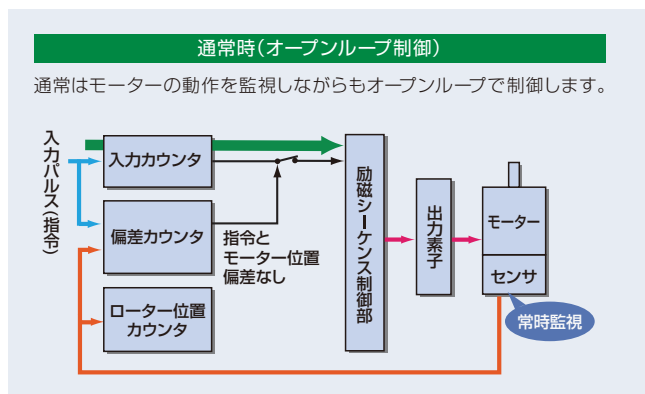 通常時(オープンループ制御)
通常はモーターの動作を監視しながらもオープンループで制御します。
入力パルス(指令)
入力カウンタ
偏差カウンタ
指令と
モーター位置
偏差なし
ローター位置
カウンタ
励磁シーケンス制御部
出力素子
モーター
センサ
常時監視